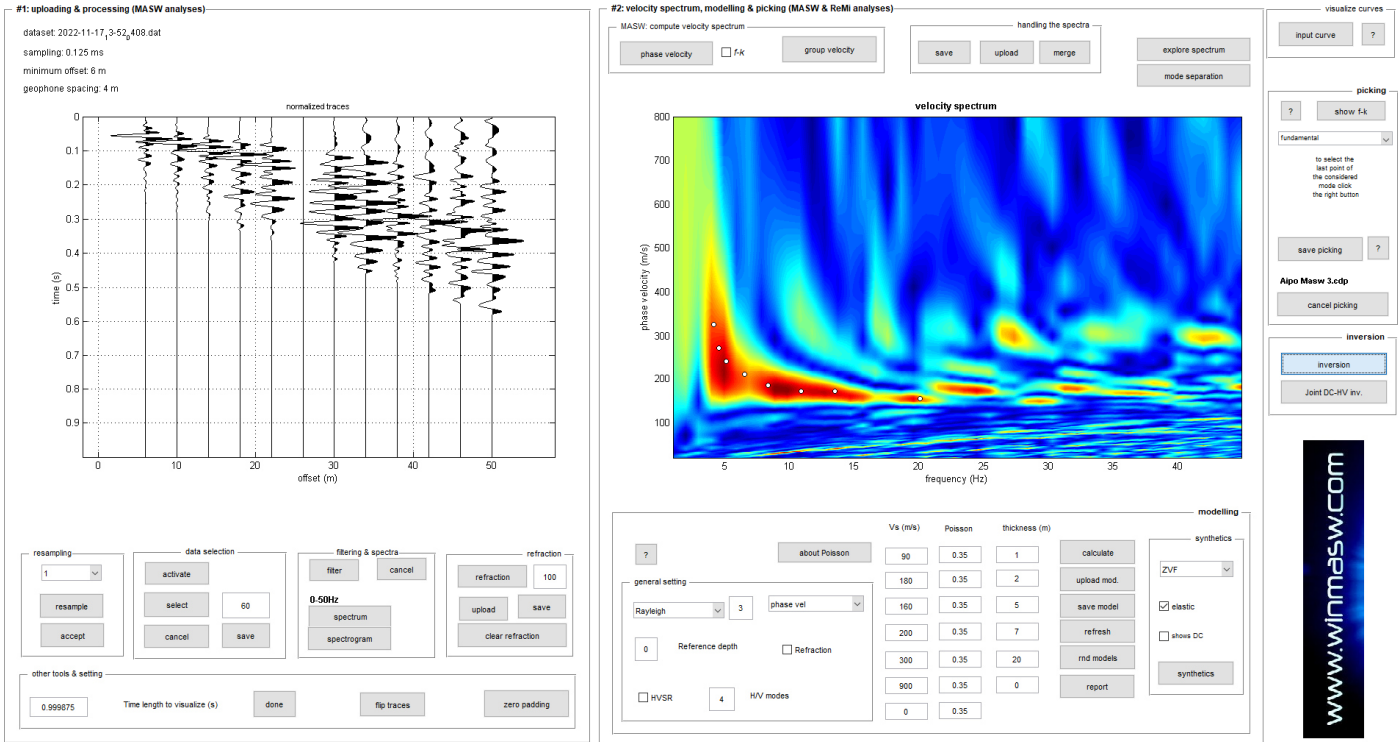 #1: uploading & processing (MASW analyses)
dataset: 2022-11-17_13-52_0408.dat
sampling: 0.125 ms
minimum offset: 6 m
geophone spacing: 4 m
normalized traces
0
0.1
0.2
0.3
0.4
0.5
0.6
0.7
0.8
0.9
time (s)
0 10 20 30 40 50
offset (m)
resampling
1
resample
accept
data selection
activate
select 60
cancel save
filtering & spectra
filter cancel
0-50Hz
spectrum
spectrogram
refraction
refraction 100
upload save
clear refraction
other tools & setting
0.999875 Time length to visualize (s) done flip traces zero padding
#2: velocity spectrum, modelling & picking (MASW & ReMi analyses)
MASW: compute velocity spectrum
phase velocity f-k group velocity
handling the spectra
save upload merge
explore spectrum
mode separation
velocity spectrum
800
700
600
500
400
300
200
100
phase velocity (m/s)
5 10 15 20 25 30 35 40
frequency (Hz)
modelling
? about Poisson
general setting
Rayleigh 3 phase vel
0 Reference depth Refraction
HVSR 4 H/V modes
Vs (m/s) Poisson thickness (m)
90 0.35 1
180 0.35 2
160 0.35 5
200 0.35 7
300 0.35 20
900 0.35 0
0 0.35
calculate
upload mod.
save model
refresh
rnd models
report
synthetics
ZVF
elastic
shows DC
synthetics
visualize curves
input curve ?
picking
? show f-k
fundamental
to select the
last point of
the considered
mode click
the right button
save picking ?
Aipo Masw 3.cdp
cancel picking
inversion
inversion
Joint DC-HV inv.
www.winmasw.com